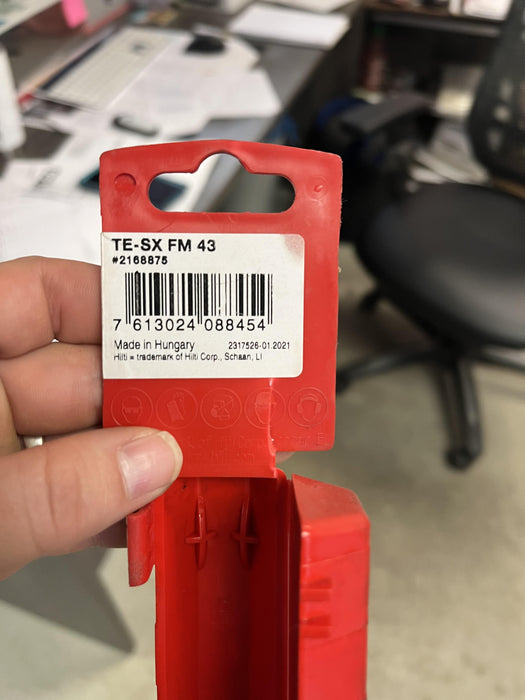 TE-SX FM 43
#2168875
7 613024 088454
Made in Hungary 2317526-01.2021
Hilti = trademark of Hilti Corp., Schaan, LI